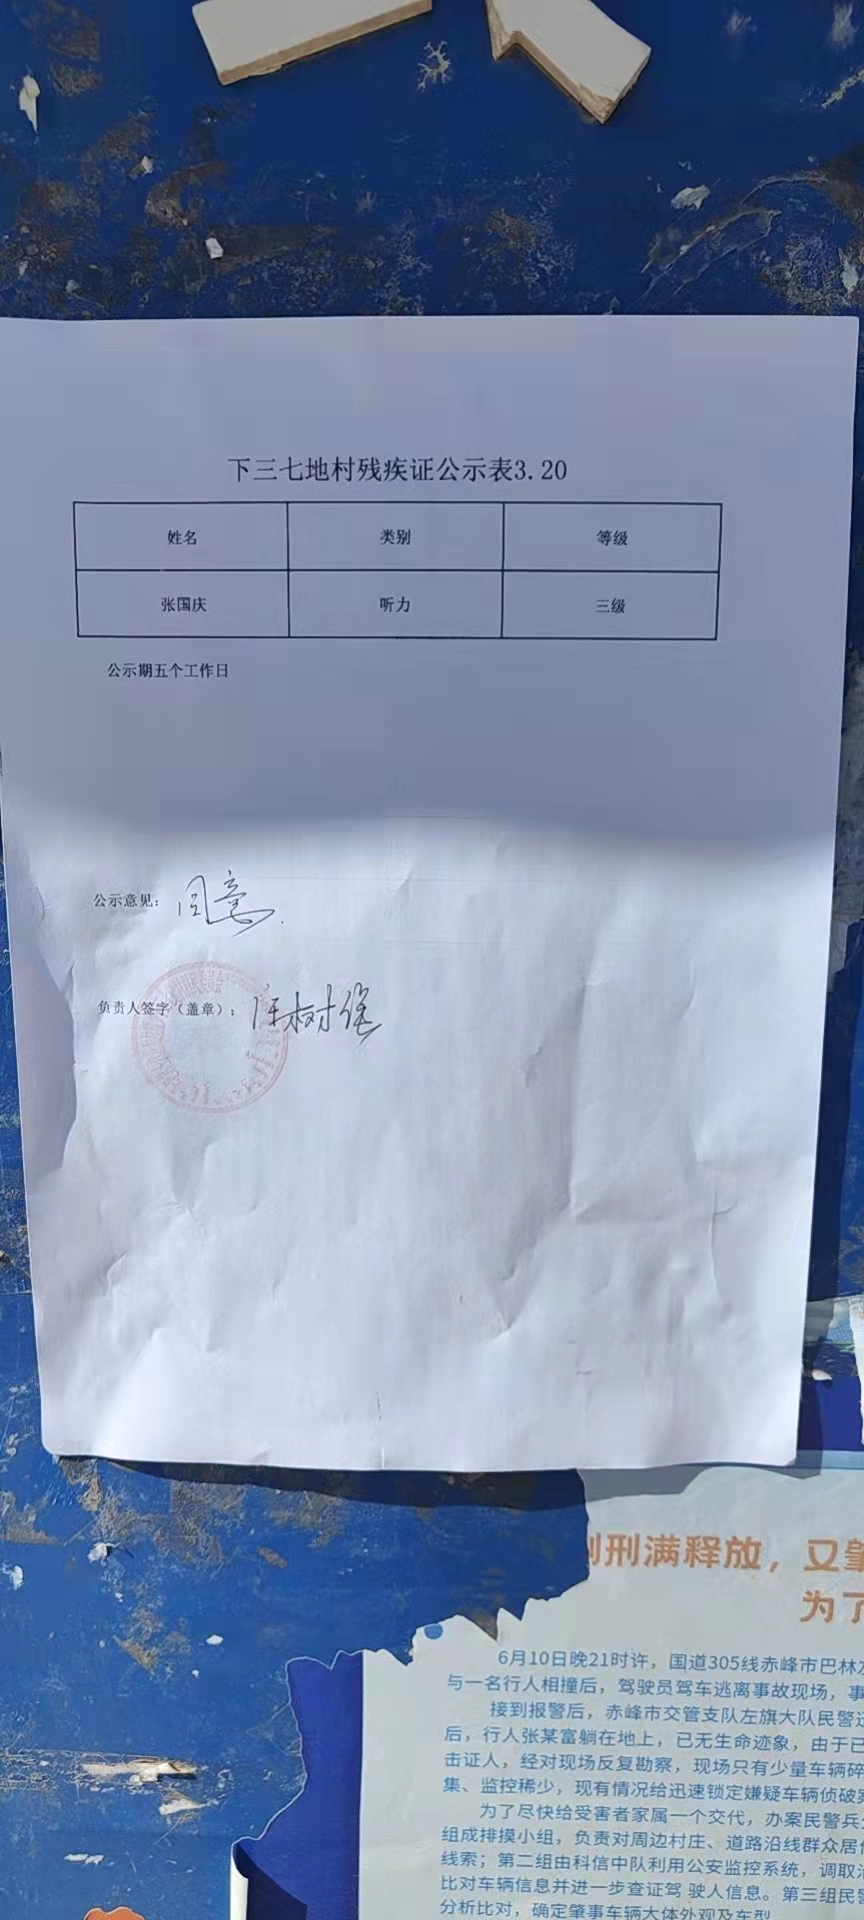 下三七地村残疾证公示表3.20
姓名 类别 等级
张国庆 听力 三级
公示期五个工作日
公示意见：同意.
负责人签字（盖章）：
刑满释放，又肇
为了
6月10日晚21时许，国道305线赤峰市巴林左
与一名行人相撞后，驾驶员驾车逃离事故现场，事
接到报警后，赤峰市交管支队左旗大队民警迅
后，行人张某富躺在地上，已无生命迹象，由于已
击证人，经对现场反复勘察，现场只有少量车辆碎
集、监控稀少，现有情况给迅速锁定嫌疑车辆侦破案
为了尽快给受害者家属一个交代，办案民警兵分
组成排摸小组，负责对周边村庄、道路沿线群众居住
线索；第二组由科信中队利用公安监控系统，调取沿
比对车辆信息并进一步查证驾 驶人信息。第三组民警
分析比对，确定肇事车辆大体外观及车型